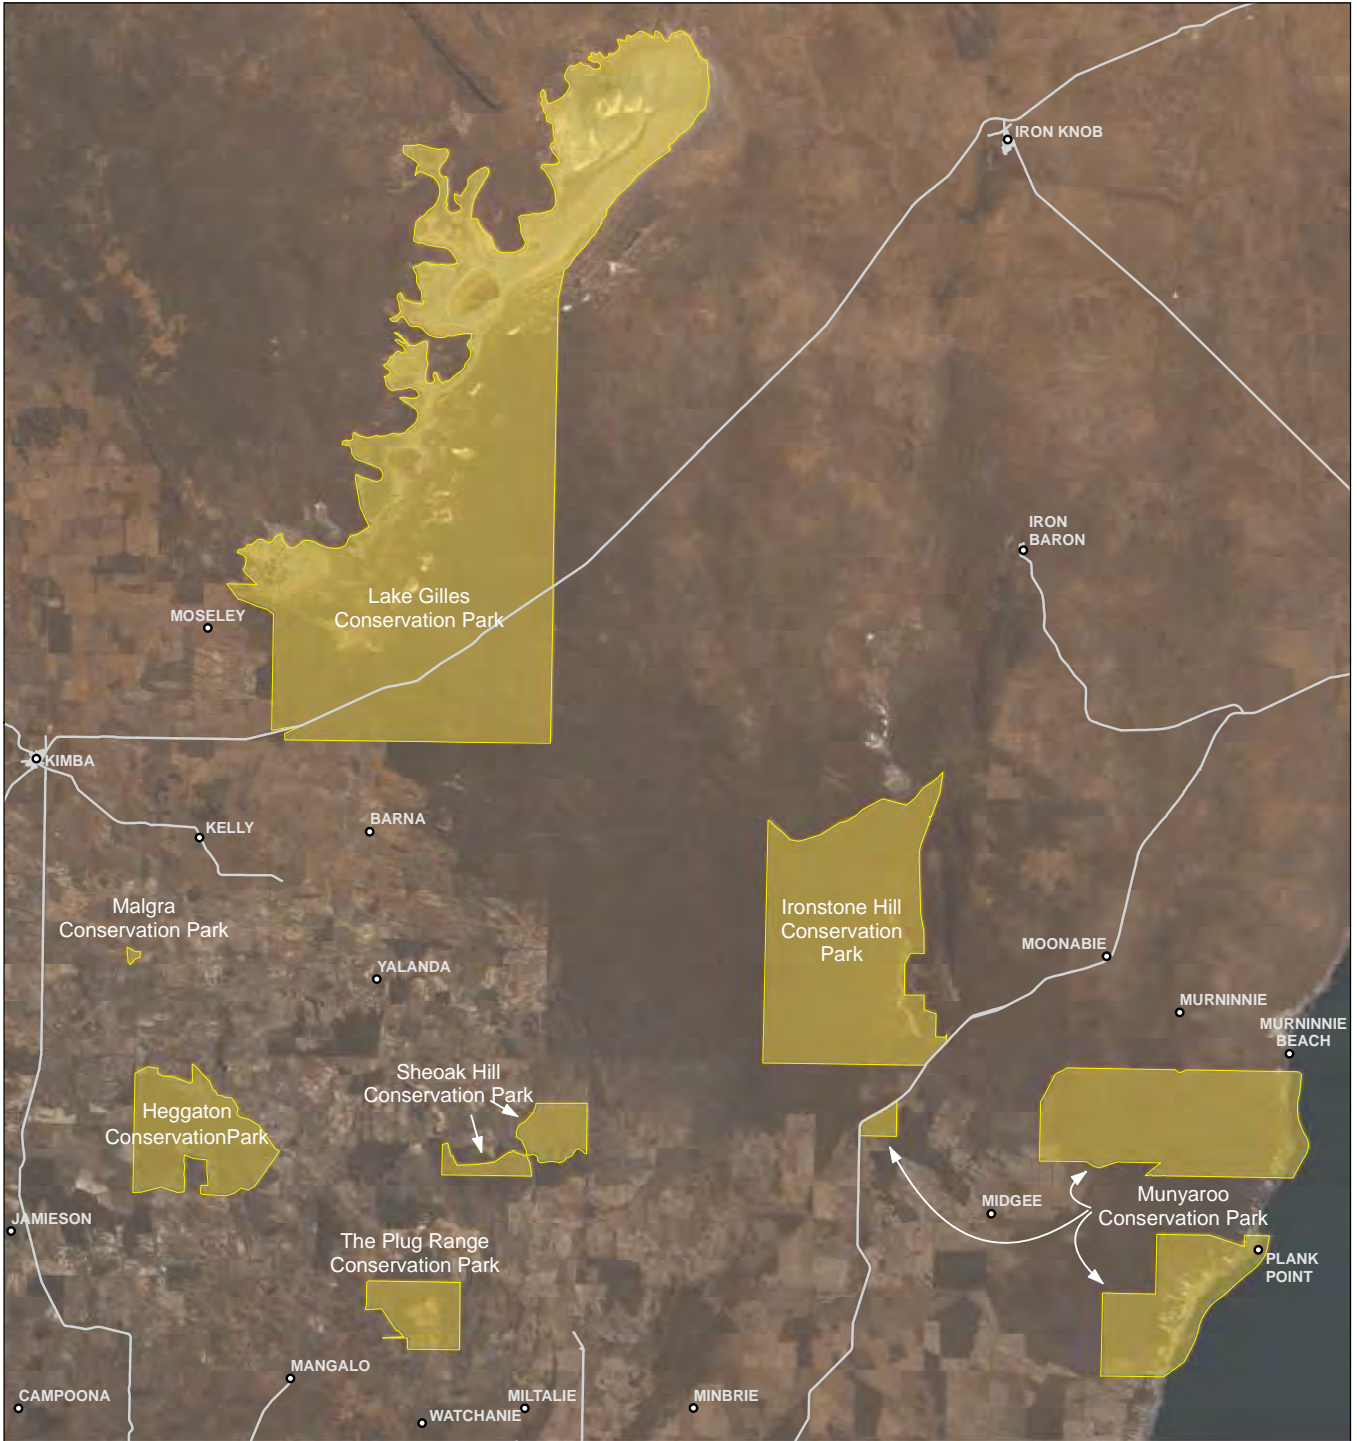 IRON KNOB
IRON
BARON
Lake Gilles
Conservation Park
MOSELEY
KIMBA
BARNA
KELLY
Malgra
Conservation Park
Ironstone Hill
Conservation
Park
MOONABIE
YALANDA
MURNINNIE
MURNINNIE
BEACH
Sheoak Hill
Conservation Park
Heggaton
ConservationPark
MIDGEE
Munyaroo
Conservation Park
JAMIESON
The Plug Range
Conservation Park
PLANK
POINT
MANGALO
CAMPOONA
MILTALIE
MINBRIE
WATCHANIE